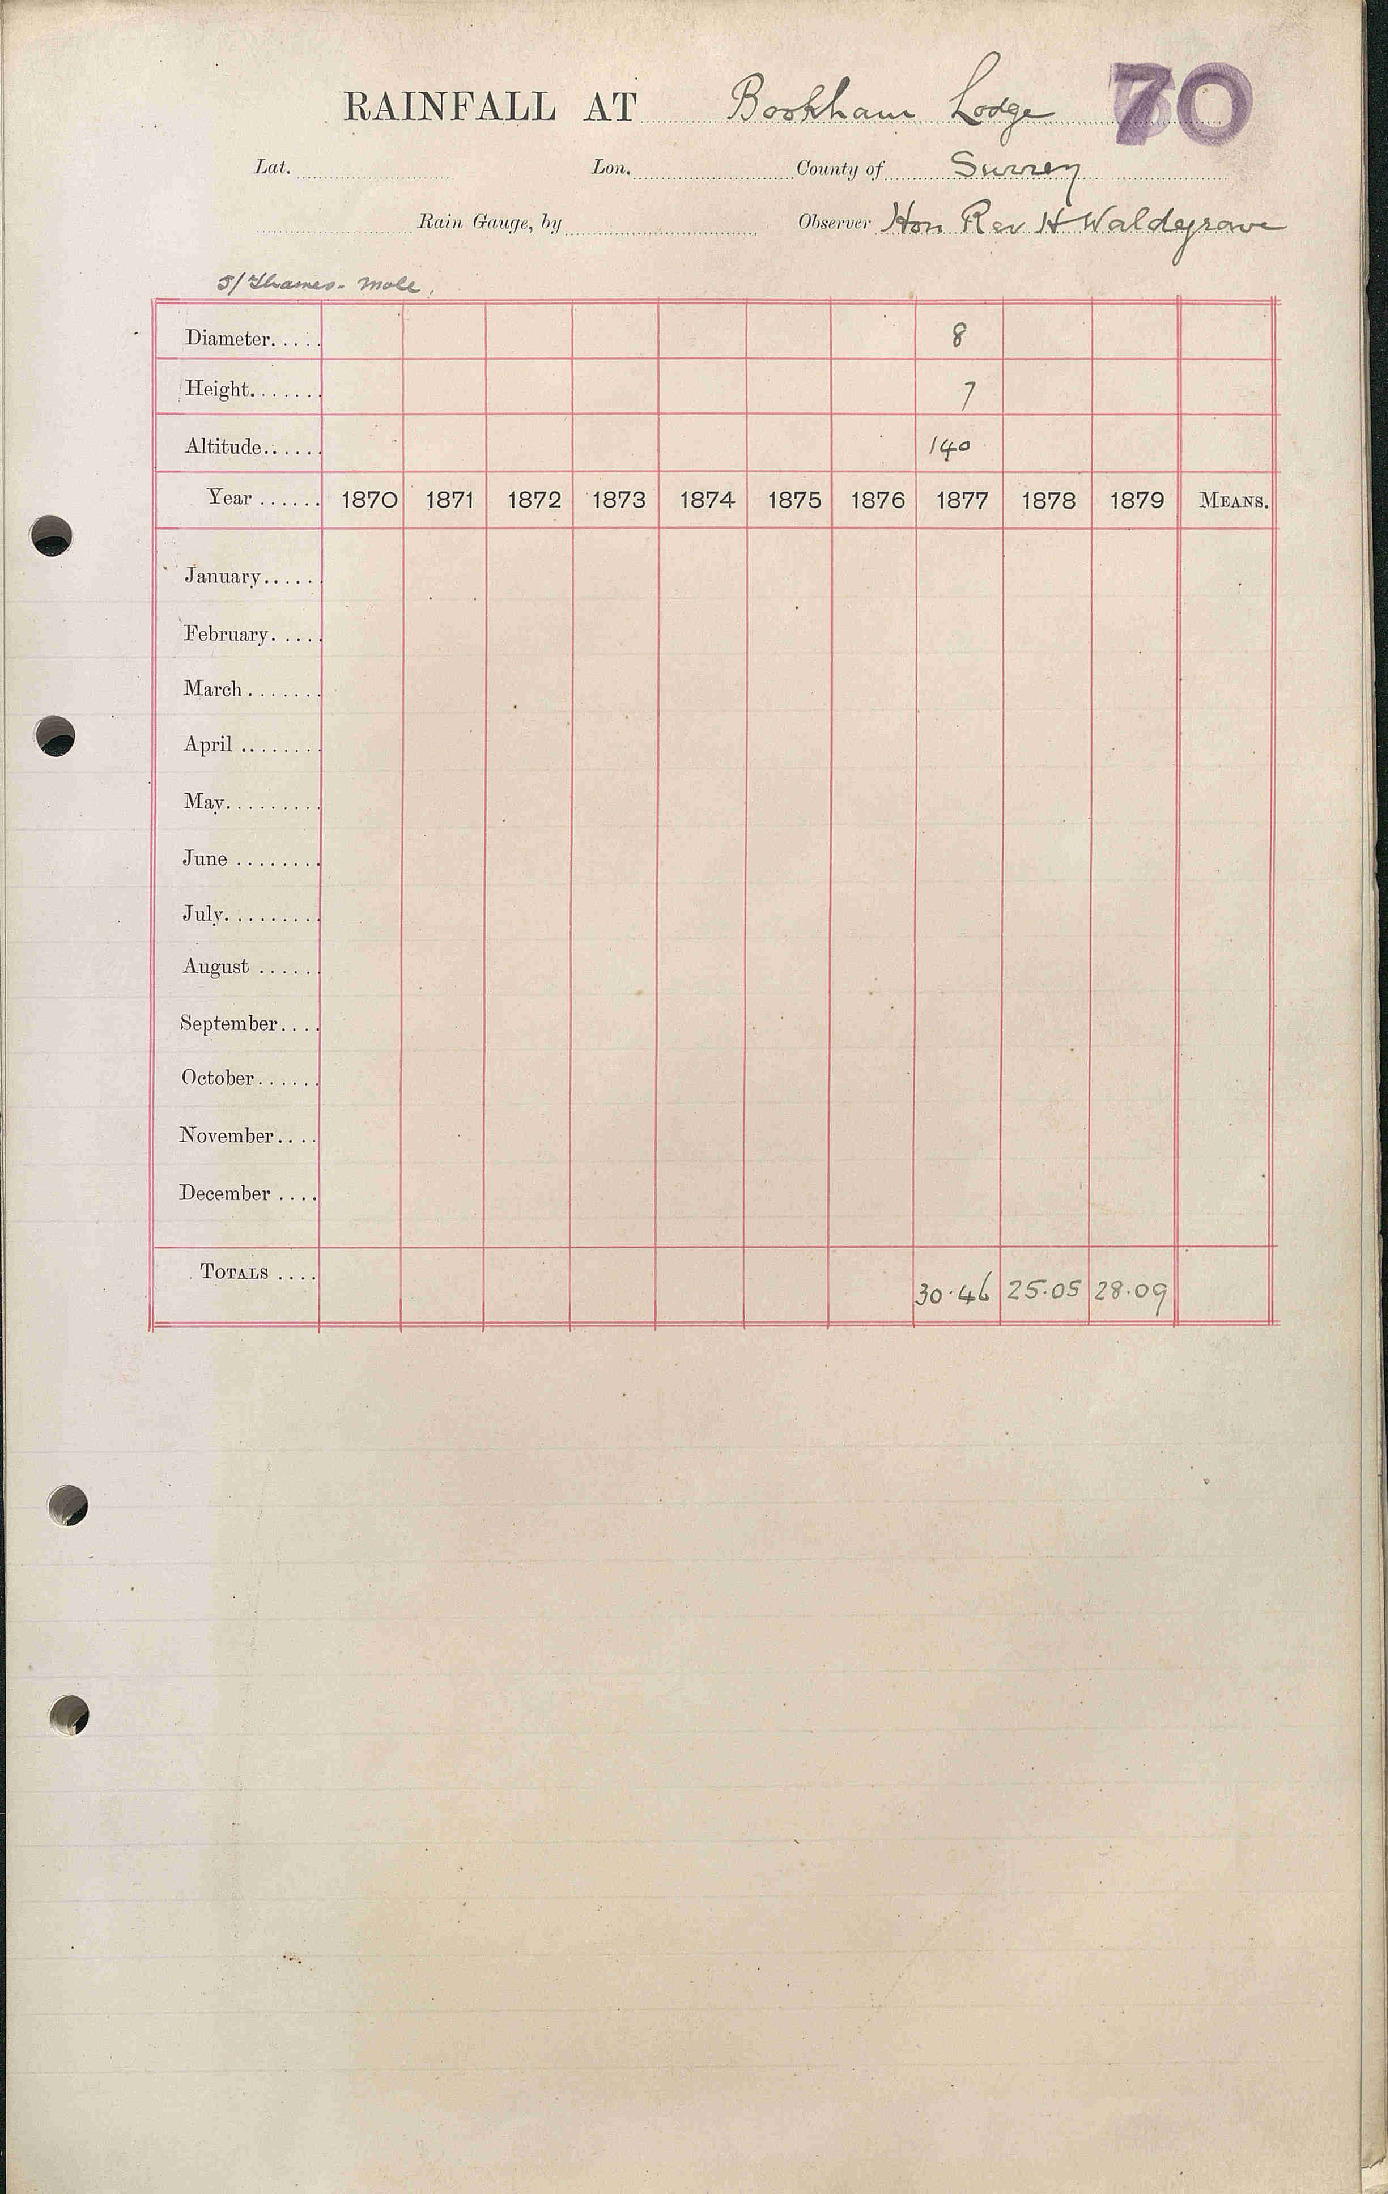 RAINFALL AT Bookham Lodge 70
Lat. Lon. County of Surrey
Rain Gauge, by Observer Hon Rev H Waldegrave
5/Thames - Mole.
Diameter..... 8
Height....... 7
Altitude...... 140
Year ...... 1870 1871 1872 1873 1874 1875 1876 1877 1878 1879 MEANS.
January.....
February.....
March .......
April ........
May.........
June ........
July.........
August ......
September....
October......
November....
December ....
TOTALS .... 30.46 25.05 28.09